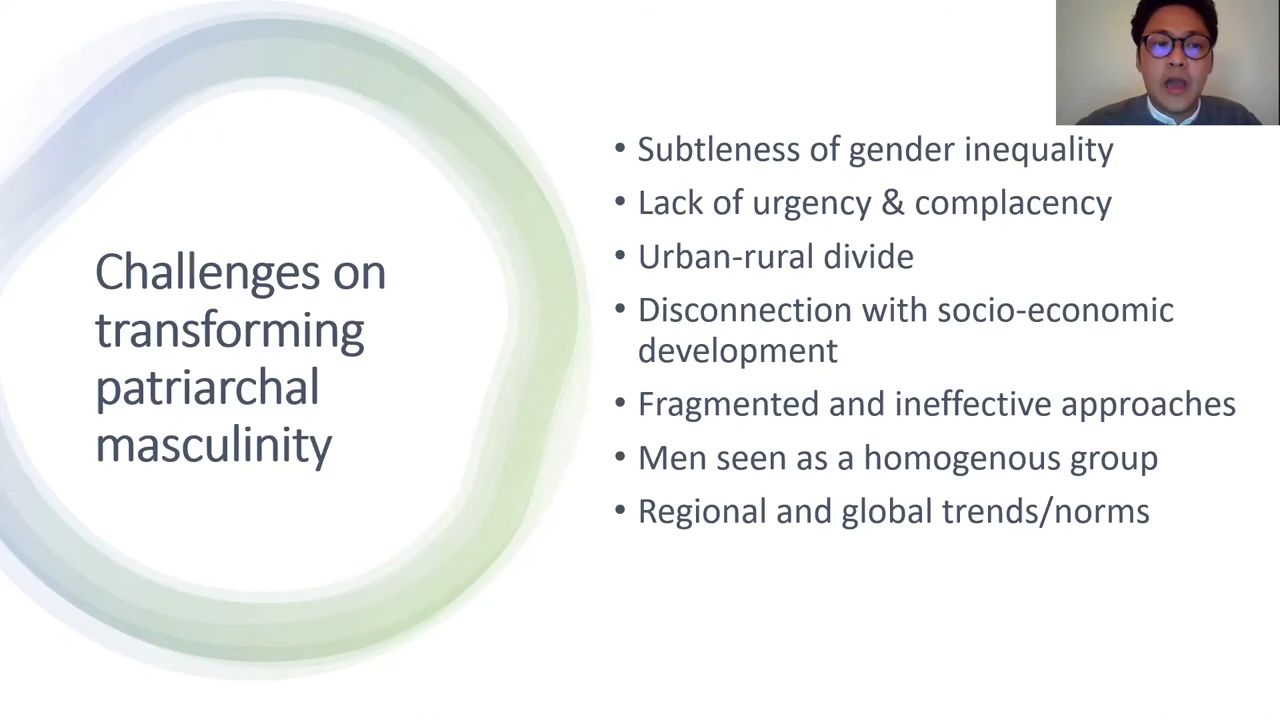 Challenges on
transforming
patriarchal
masculinity
• Subtleness of gender inequality
• Lack of urgency & complacency
• Urban-rural divide
• Disconnection with socio-economic
development
• Fragmented and ineffective approaches
• Men seen as a homogenous group
• Regional and global trends/norms